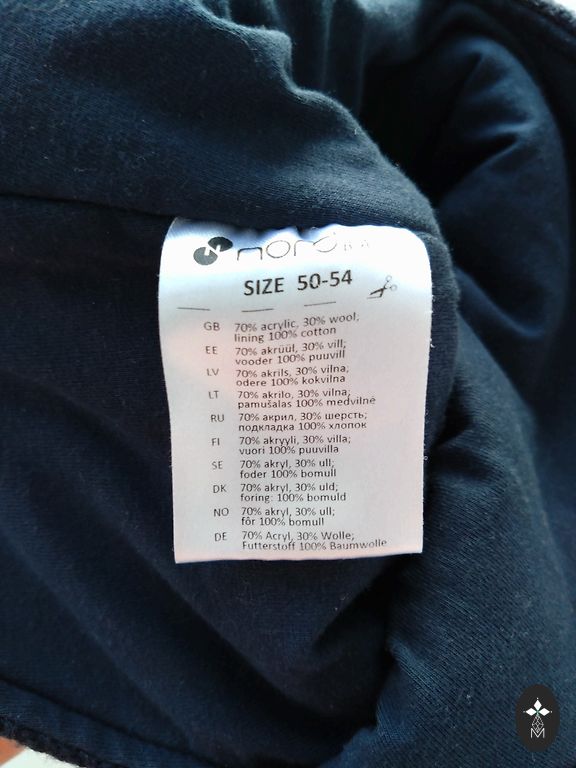 N
SIZE 50-54
GB 70% acrylic, 30% wool;
lining 100% cotton
EE 70% akrüül, 30% vill;
vooder 100% puuvill
LV 70% akrils, 30% vilna;
odere 100% kokvilna
LT 70% akrilo, 30% vilna;
pamušalas 100% medvilnė
RU 70% акрил, 30% шерсть;
подкладка 100% хлопок
FI 70% akryyli, 30% villa;
vuori 100% puuvilla
SE 70% akryl, 30% ull;
foder 100% bomull
DK 70% akryl, 30% uld;
foring: 100% bomuld
NO 70% akryl, 30% ull;
fôr 100% bomull
DE 70% Acryl, 30% Wolle;
Futterstoff 100% Baumwolle
M